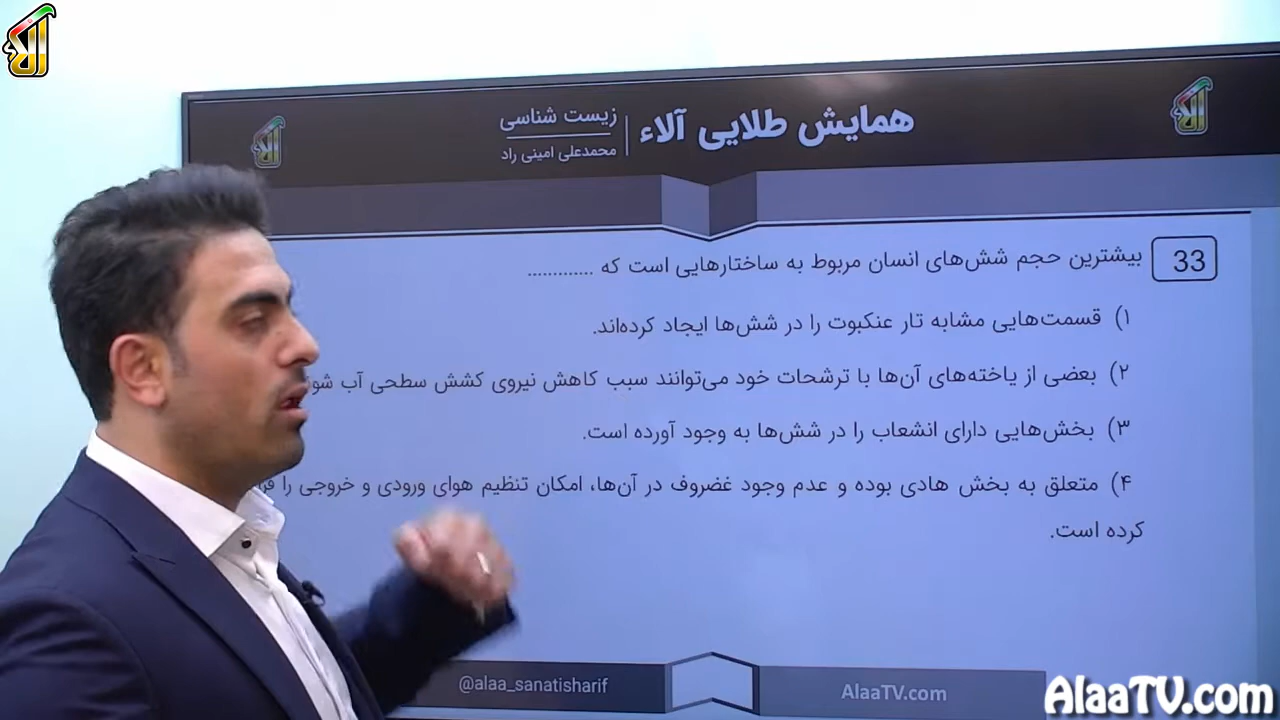 همایش طلایی آلاء
زیست شناسی
محمدعلی امینی راد
33
بیشترین حجم شش‌های انسان مربوط به ساختارهایی است که .............
۱) قسمت‌هایی مشابه تار عنکبوت را در شش‌ها ایجاد کرده‌اند.
۲) بعضی از یاخته‌های آن‌ها با ترشحات خود می‌توانند سبب کاهش نیروی کشش سطحی آب
۳) بخش‌هایی دارای انشعاب را در شش‌ها به وجود آورده است.
۴) متعلق به بخش هادی بوده و عدم وجود غضروف در آن‌ها، امکان تنظیم هوای ورودی و خروجی را
کرده است.
@alaa_sanatisharif
AlaaTV.com
AlaaTV.com